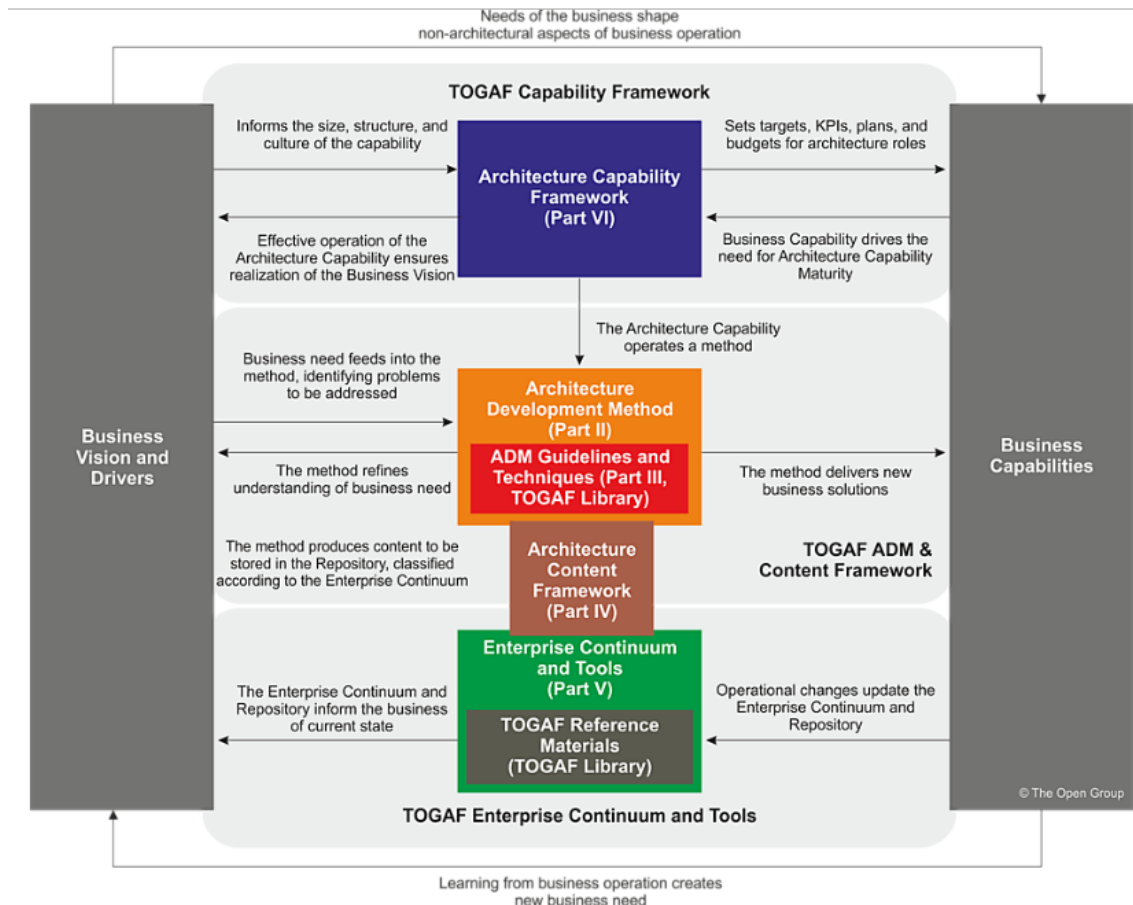 Needs of the business shape
non-architectural aspects of business operation
TOGAF Capability Framework
Informs the size, structure, and
culture of the capability
Sets targets, KPIs, plans, and
budgets for architecture roles
Architecture Capability
Framework
(Part VI)
Effective operation of the
Architecture Capability ensures
realization of the Business Vision
Business Capability drives the
need for Architecture Capability
Maturity
The Architecture Capability
operates a method
Business need feeds into the
method, identifying problems
to be addressed
Architecture
Development Method
(Part II)
ADM Guidelines and
Techniques (Part III,
TOGAF Library)
Business
Vision and
Drivers
Business
Capabilities
The method refines
understanding of business need
The method delivers new
business solutions
The method produces content to be
stored in the Repository, classified
according to the Enterprise Continuum
Architecture
Content
Framework
(Part IV)
TOGAF ADM &
Content Framework
Enterprise Continuum
and Tools
(Part V)
The Enterprise Continuum and
Repository inform the business
of current state
Operational changes update the
Enterprise Continuum and
Repository
TOGAF Reference
Materials
(TOGAF Library)
© The Open Group
TOGAF Enterprise Continuum and Tools
Learning from business operation creates
new business need